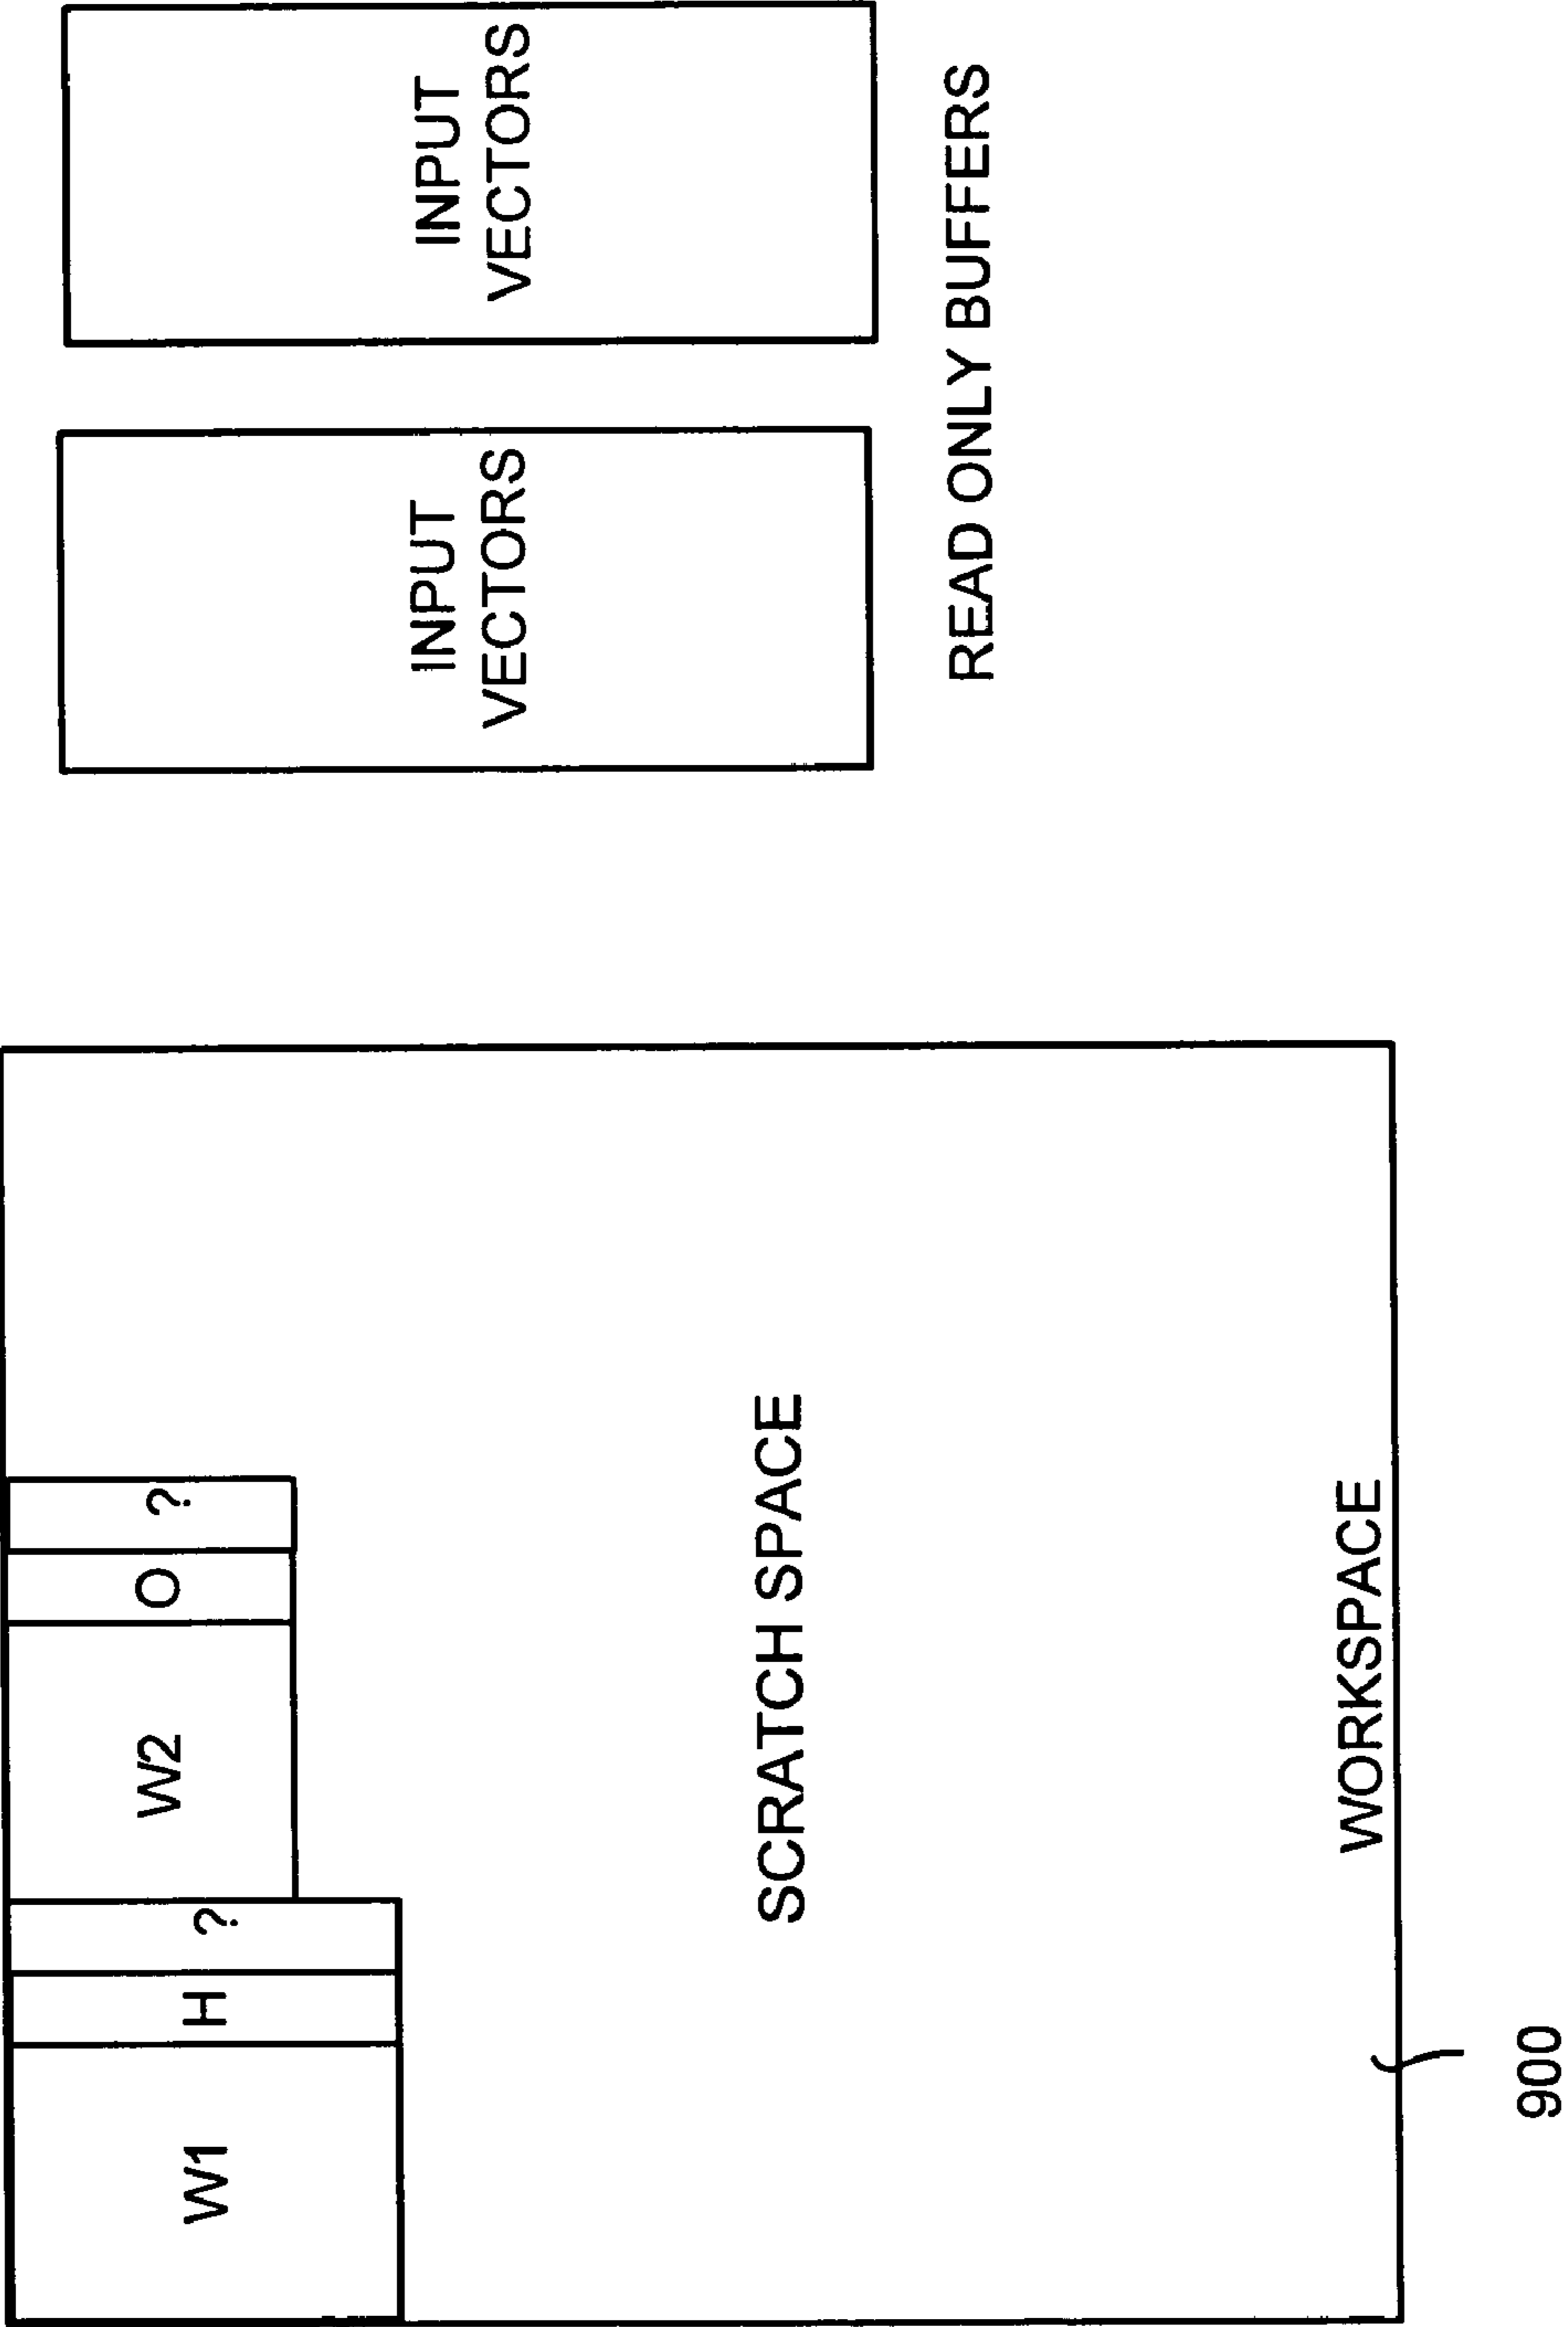 W1
H
?
W2
O
?
SCRATCH SPACE
WORKSPACE
900
INPUT
VECTORS
INPUT
VECTORS
READ ONLY BUFFERS